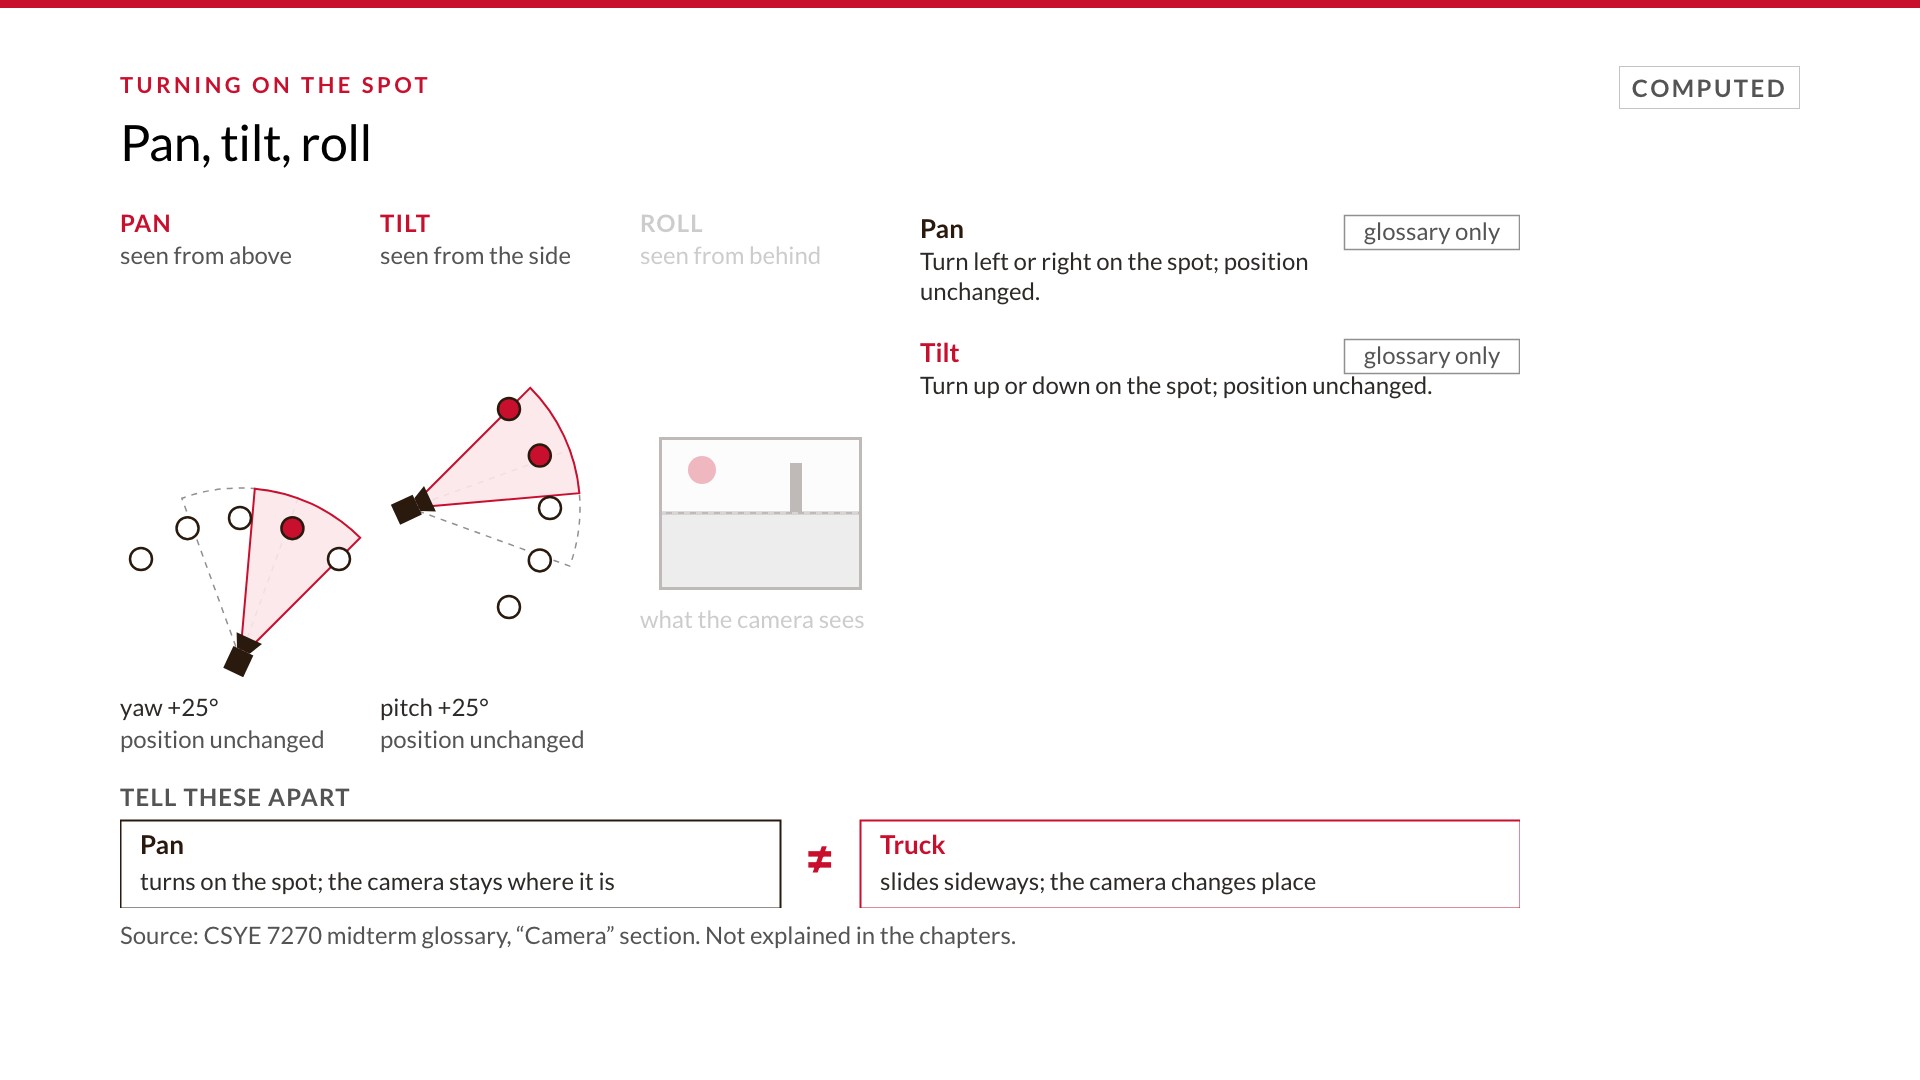 TURNING ON THE SPOT
COMPUTED
Pan, tilt, roll
PAN
seen from above
TILT
seen from the side
ROLL
seen from behind
Pan
glossary only
Turn left or right on the spot; position
unchanged.
Tilt
glossary only
Turn up or down on the spot; position unchanged.
what the camera sees
yaw +25°
position unchanged
pitch +25°
position unchanged
TELL THESE APART
Pan
turns on the spot; the camera stays where it is
≠
Truck
slides sideways; the camera changes place
Source: CSYE 7270 midterm glossary, “Camera” section. Not explained in the chapters.